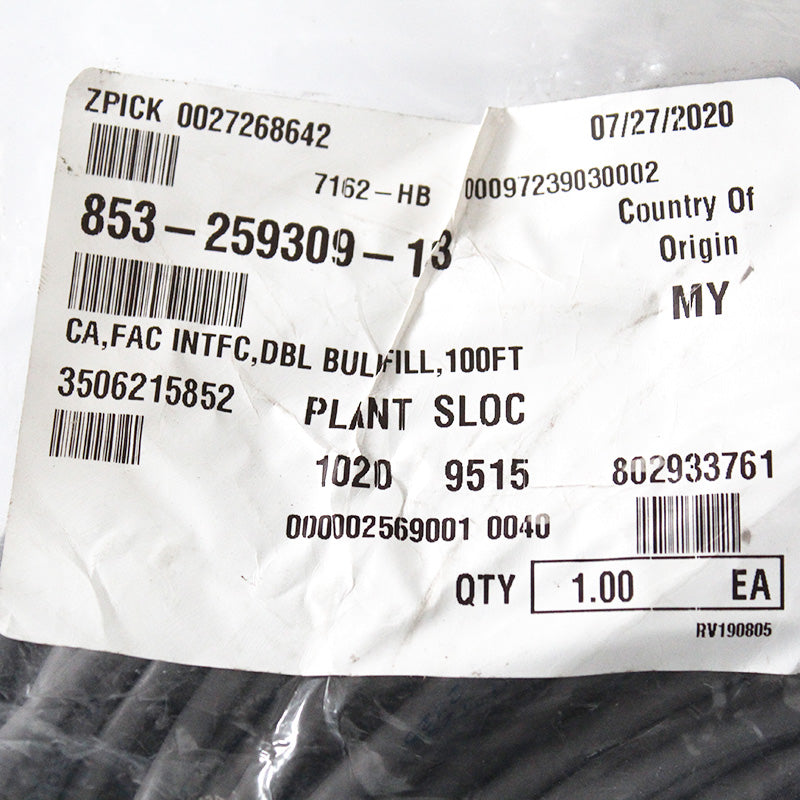 ZPICK 0027268642
07/27/2020
7162-HB 00097239030002
853-259309-13
Country Of
Origin
MY
CA,FAC INTFC,DBL FILL,100FT
3506215852
PLANT SLOC
1020 9515
802933761
000002569001 0040
QTY 1.00 EA
RV190805